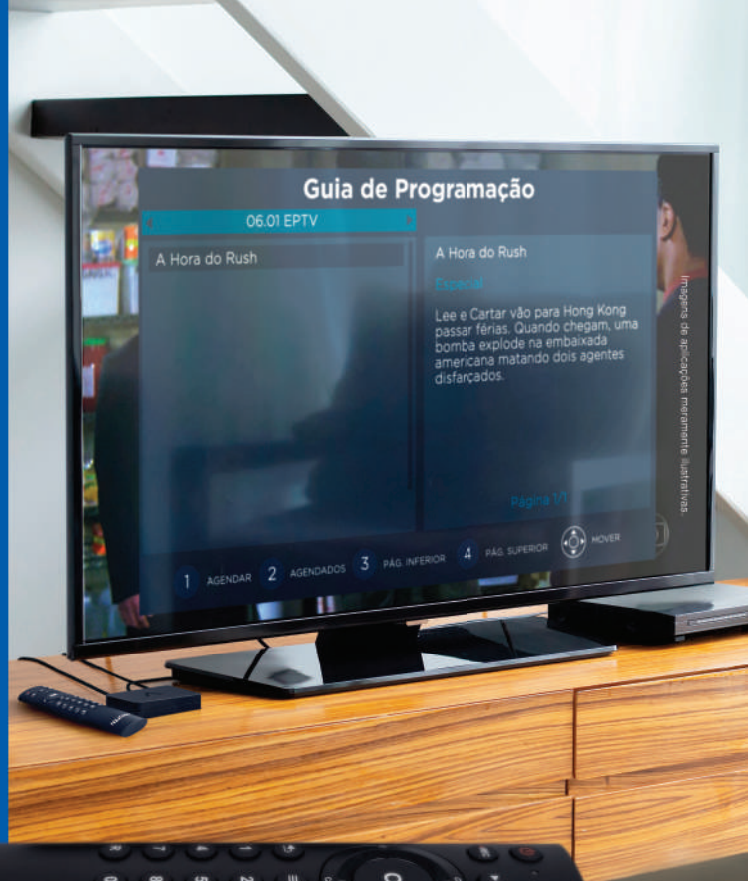 Guia de Programação
06.01 EPTV
A Hora do Rush
A Hora do Rush
Especial
Lee e Cartar vão para Hong Kong
passar férias. Quando chegam, uma
bomba explode na embaixada
americana matando dois agentes
disfarçados.
Página 1/1
1 AGENDAR 2 AGENDADOS 3 PÁG. INFERIOR 4 PÁG. SUPERIOR MOVER
Imagens de aplicações meramente ilustrativas.